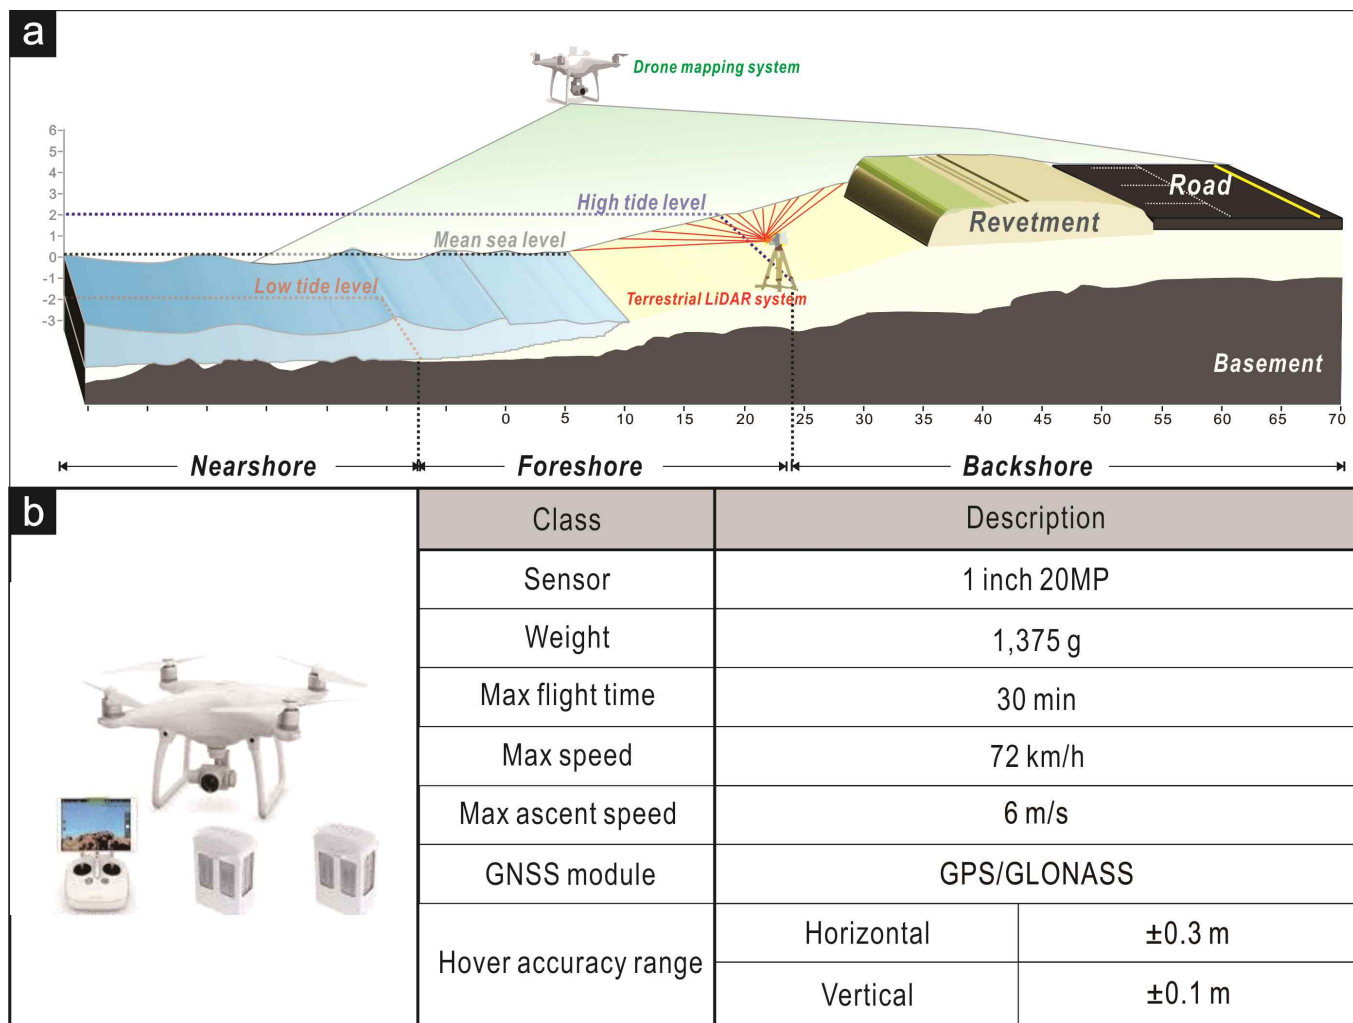 a
Drone mapping system
6
5
4
3
2
1
0
-1
-2
-3
High tide level
Mean sea level
Low tide level
Terrestrial LiDAR system
Road
Revetment
Basement
0 5 10 15 20 25 30 35 40 45 50 55 60 65 70
Nearshore Foreshore Backshore
b
Class Description
Sensor 1 inch 20MP
Weight 1,375 g
Max flight time 30 min
Max speed 72 km/h
Max ascent speed 6 m/s
GNSS module GPS/GLONASS
Hover accuracy range
Horizontal ±0.3 m
Vertical ±0.1 m